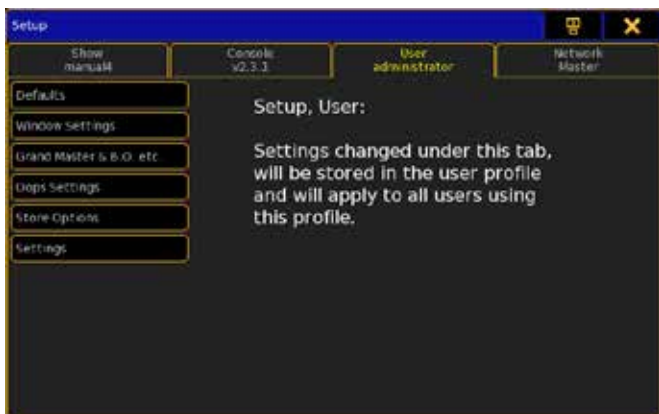 Setup
Show
manual4
Console
v2.3.1
User
administrator
Network
Master
Defaults
Window Settings
Grand Master & B.O. etc
Oops Settings
Store Options
Settings
Setup, User:
Settings changed under this tab,
will be stored in the user profile
and will apply to all users using
this profile.